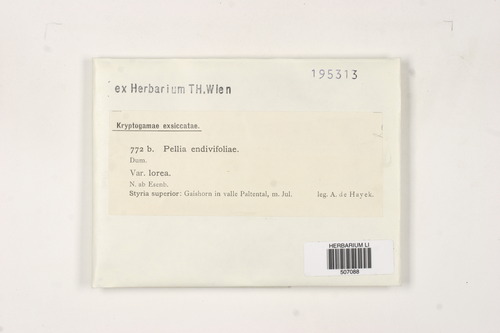 195313
ex Herbarium TH.Wien
Kryptogamae exsiccatae.
772 b. Pellia endivifoliae.
Dum.
Var. lorea.
N. ab Esenb.
Styria superior: Gaishorn in valle Paltental, m. Jul. leg. A. de Hayek.
HERBARIUM LI
507088